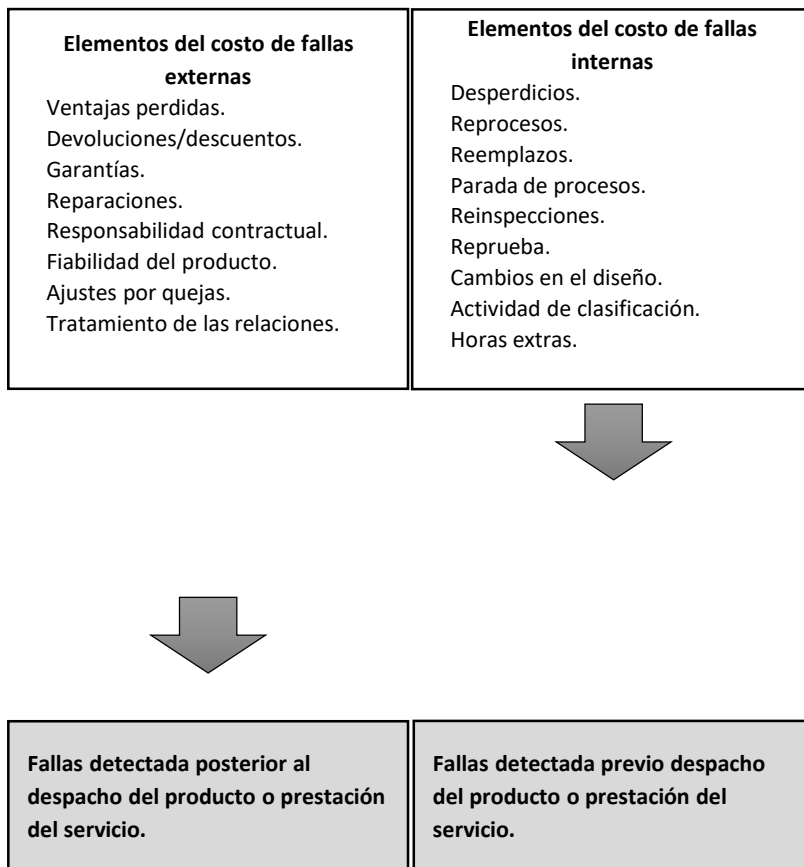 Elementos del costo de fallas
externas
Ventajas perdidas.
Devoluciones/descuentos.
Garantías.
Reparaciones.
Responsabilidad contractual.
Fiabilidad del producto.
Ajustes por quejas.
Tratamiento de las relaciones.
Elementos del costo de fallas
internas
Desperdicios.
Reprocesos.
Reemplazos.
Parada de procesos.
Reinspecciones.
Reprueba.
Cambios en el diseño.
Actividad de clasificación.
Horas extras.
Fallas detectada posterior al
despacho del producto o prestación
del servicio.
Fallas detectada previo despacho
del producto o prestación del
servicio.